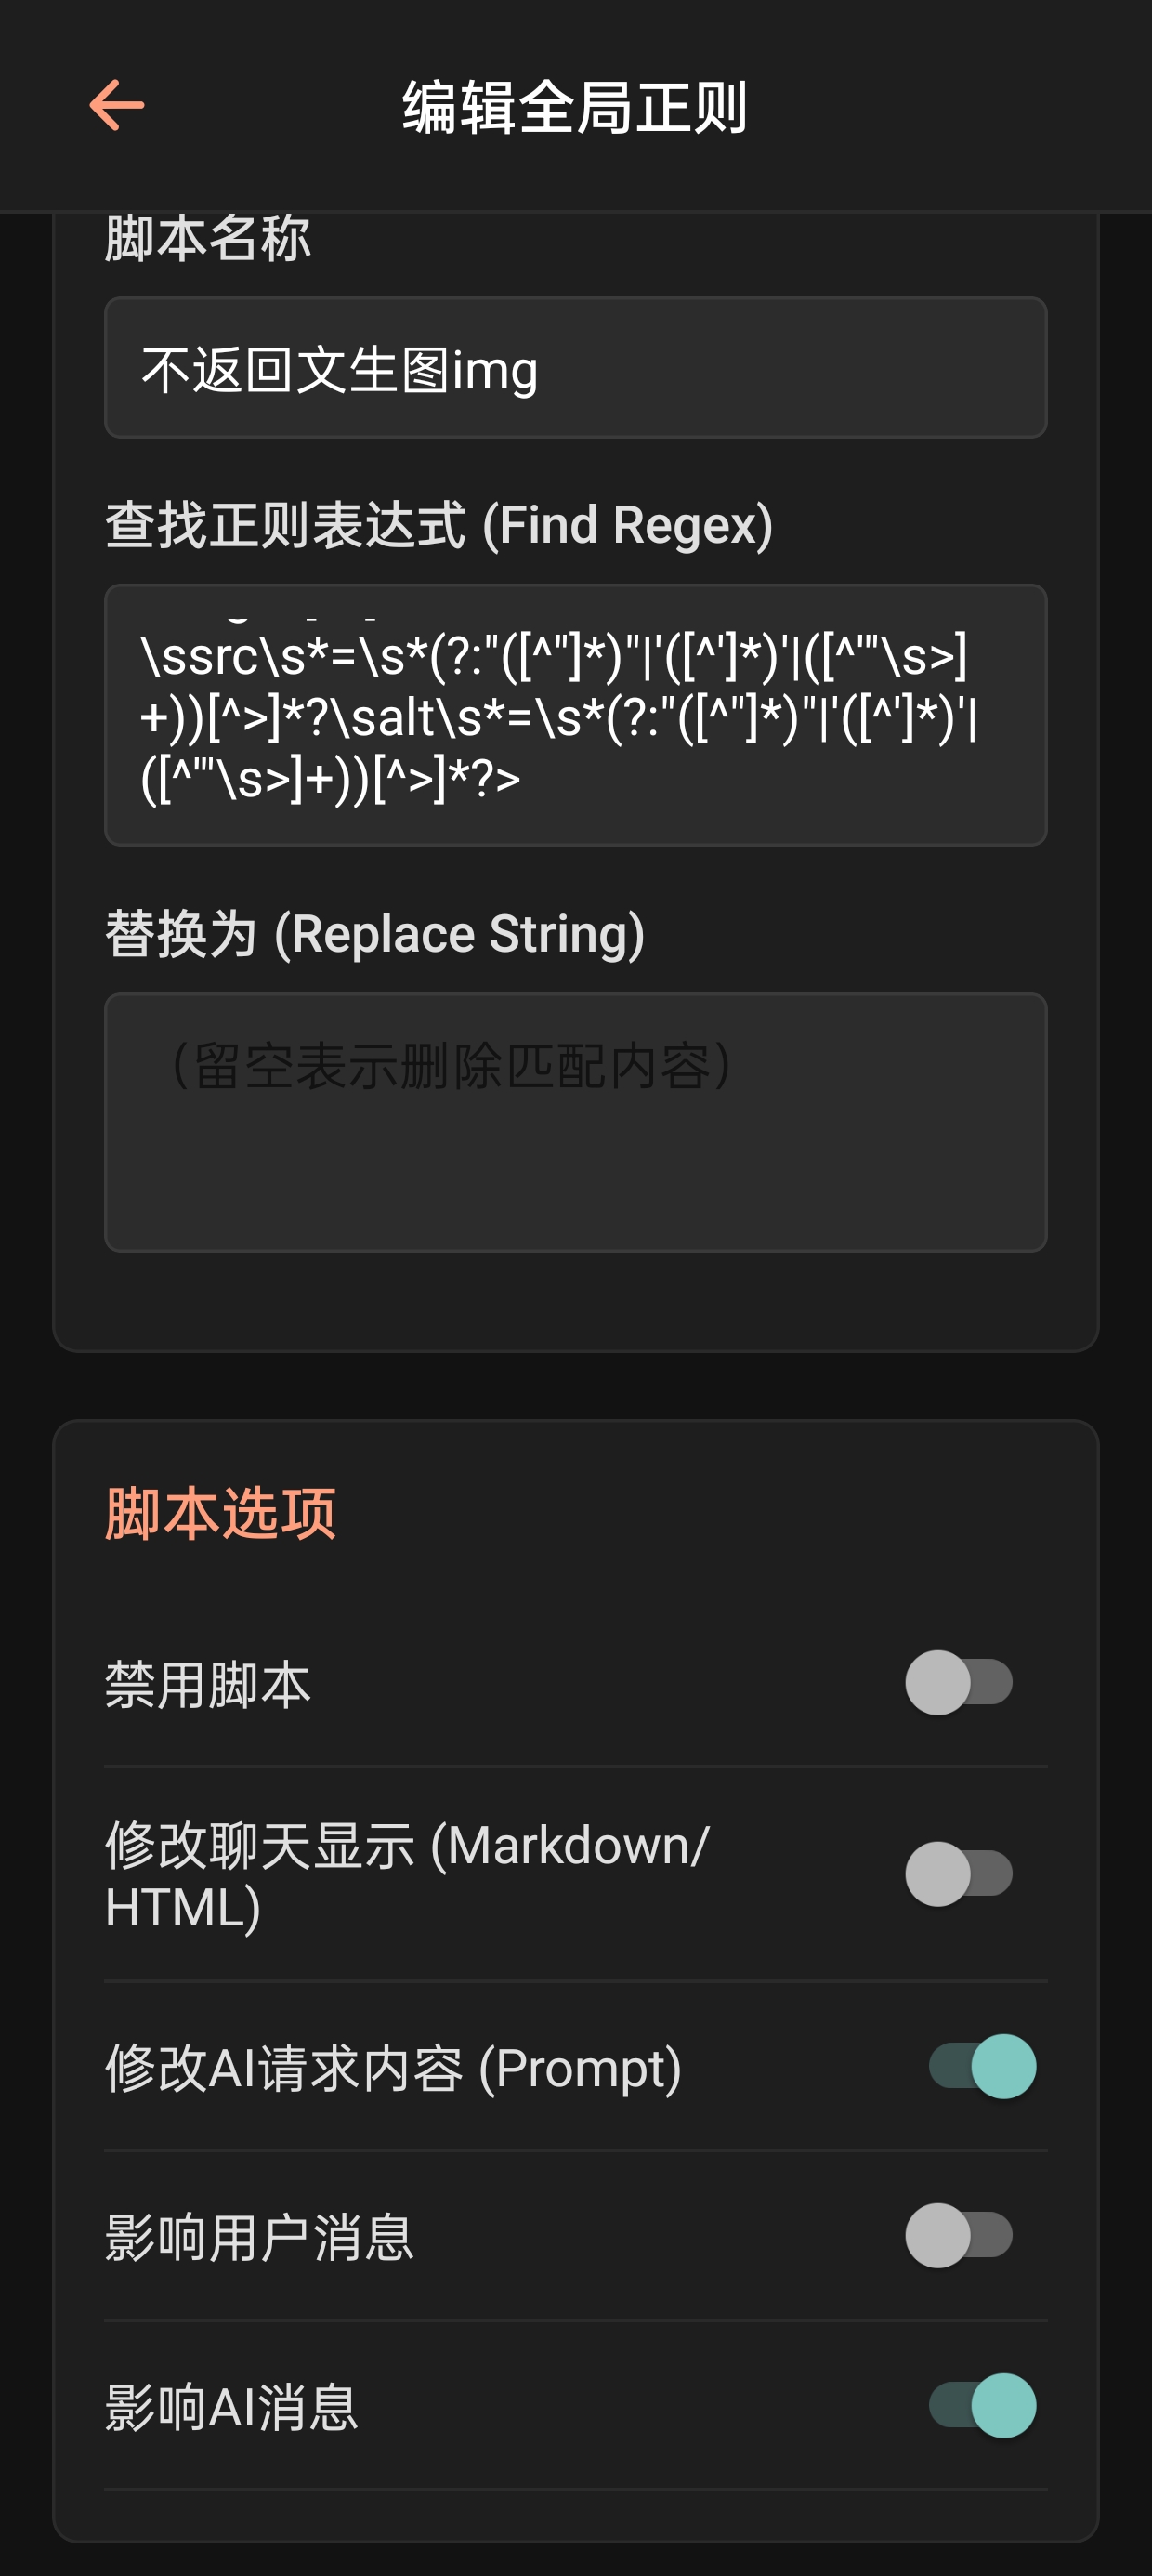 编辑全局正则
脚本名称
不返回文生图img
查找正则表达式 (Find Regex)
\ssrc\s*=\s*(?:"([^"]*)"|'([^']*)'|([^"'\s>]
+))[^>]*?\salt\s*=\s*(?:"([^"]*)"|'([^']*)'|
([^"'\s>]+))[^>]*?>
替换为 (Replace String)
（留空表示删除匹配内容）
脚本选项
禁用脚本
修改聊天显示 (Markdown/
HTML)
修改AI请求内容 (Prompt)
影响用户消息
影响AI消息